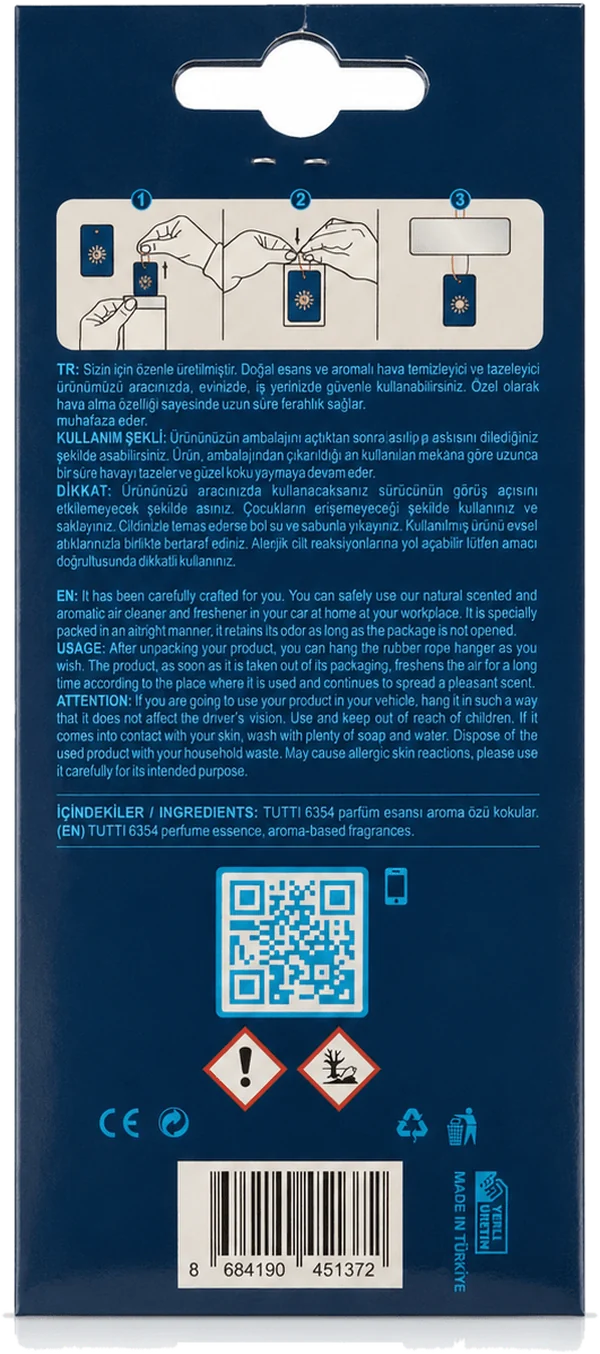 1
2
3
TR: Sizin için özenle üretilmiştir. Doğal esans ve aromalı hava temizleyici ve tazeleyici
ürünümüzü aracınızda, evinizde, iş yerinizde güvenle kullanabilirsiniz. Özel olarak
hava alma özelliği sayesinde uzun süre ferahlık sağlar.
muhafaza eder.
KULLANIM ŞEKLİ: Ürününüzün ambalajını açtıktan sonra askısını dilediğiniz
şekilde asabilirsiniz. Ürün, ambalajından çıkarıldığı an kullanılan mekana göre uzunca
bir süre havayı tazeler ve güzel koku yaymaya devam eder.
DİKKAT: Ürününüzü aracınızda kullanacaksanız sürücünün görüş açısını
etkilemeyecek şekilde asınız. Çocukların erişemeyeceği şekilde kullanınız ve
saklayınız. Cildinizle temas ederse bol su ve sabunla yıkayınız. Kullanılmış ürünü evsel
atıklarınızla birlikte bertaraf ediniz. Alerjik cilt reaksiyonlarına yol açabilir lütfen amacı
doğrultusunda dikkatli kullanınız.
EN: It has been carefully crafted for you. You can safely use our natural scented and
aromatic air cleaner and freshener in your car at home at your workplace. It is specially
packed in an aitright manner, it retains its odor as long as the package is not opened.
USAGE: After unpacking your product, you can hang the rubber rope hanger as you
wish. The product, as soon as it is taken out of its packaging, freshens the air for a long
time according to the place where it is used and continues to spread a pleasant scent.
ATTENTION: If you are going to use your product in your vehicle, hang it in such a way
that it does not affect the driver's vision. Use and keep out of reach of children. If it
comes into contact with your skin, wash with plenty of soap and water. Dispose of the
used product with your household waste. May cause allergic skin reactions, please use
it carefully for its intended purpose.
İÇİNDEKİLER / INGREDIENTS: TUTTI 6354 parfüm esansı aroma özü kokular.
(EN) TUTTI 6354 perfume essence, aroma-based fragrances.
CE
8 684190 451372
MADE IN TÜRKİYE
YERLİ
ÜRETİN